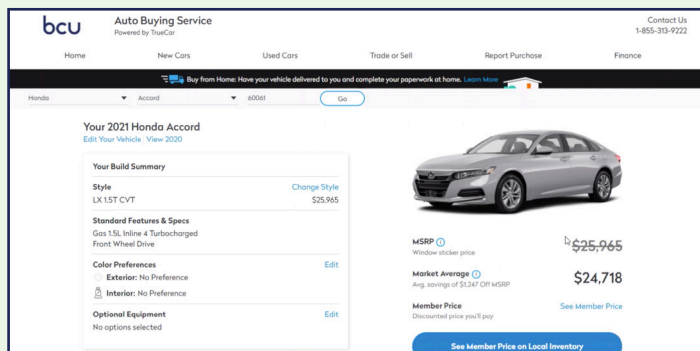 bcu
Auto Buying Service
Powered by TrueCar
Contact Us
1-855-313-9222
Home New Cars Used Cars Trade or Sell Report Purchase Finance
Buy from Home: Have your vehicle delivered to you and complete your paperwork at home. Learn More
Honda Accord 60061 Go
Your 2021 Honda Accord
Edit Your Vehicle View 2020
Your Build Summary
Style Change Style
LX 1.5T CVT $25,965
Standard Features & Specs
Gas 1.5L Inline 4 Turbocharged
Front Wheel Drive
Color Preferences Edit
Exterior: No Preference
Interior: No Preference
Optional Equipment Edit
No options selected
MSRP $25,965
Window sticker price
Market Average $24,718
Avg. savings of $1,247 Off MSRP
Member Price See Member Price
Discounted price you'll pay
See Member Price on Local Inventory